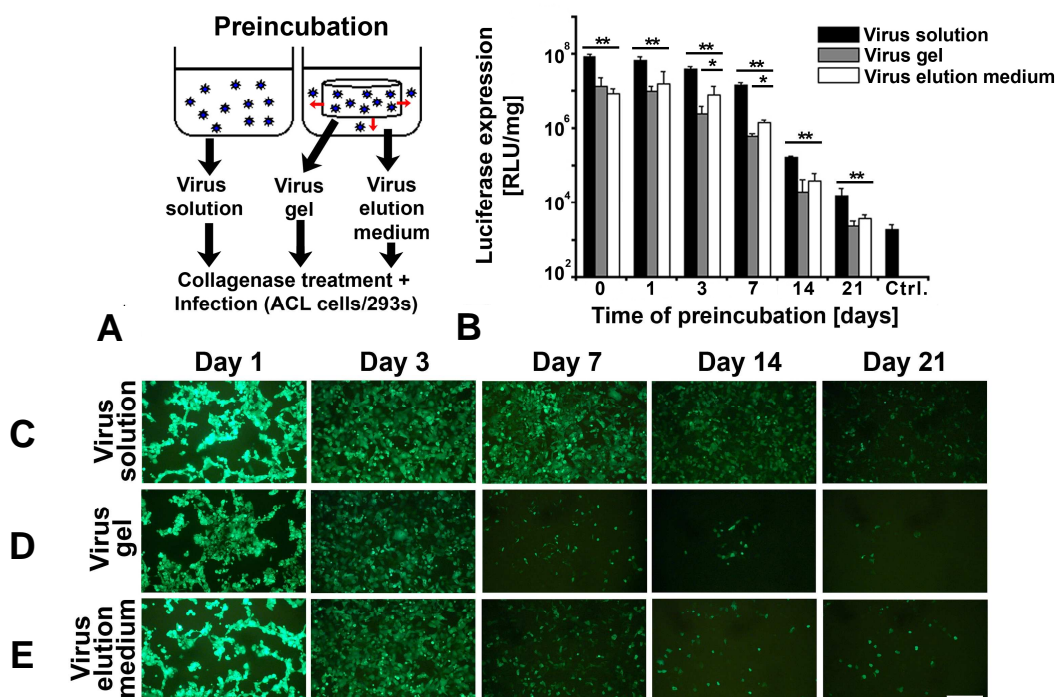 Preincubation
Virus
solution
Virus
gel
Virus
elution
medium
Collagenase treatment +
Infection (ACL cells/293s)
A
Luciferase expression
[RLU/mg]
10^8
10^6
10^4
10^2
**
**
**
*
**
*
**
**
Virus solution
Virus gel
Virus elution medium
0 1 3 7 14 21 Ctrl.
Time of preincubation [days]
B
Day 1 Day 3 Day 7 Day 14 Day 21
C
Virus
solution
D
Virus
gel
E
Virus
elution
medium